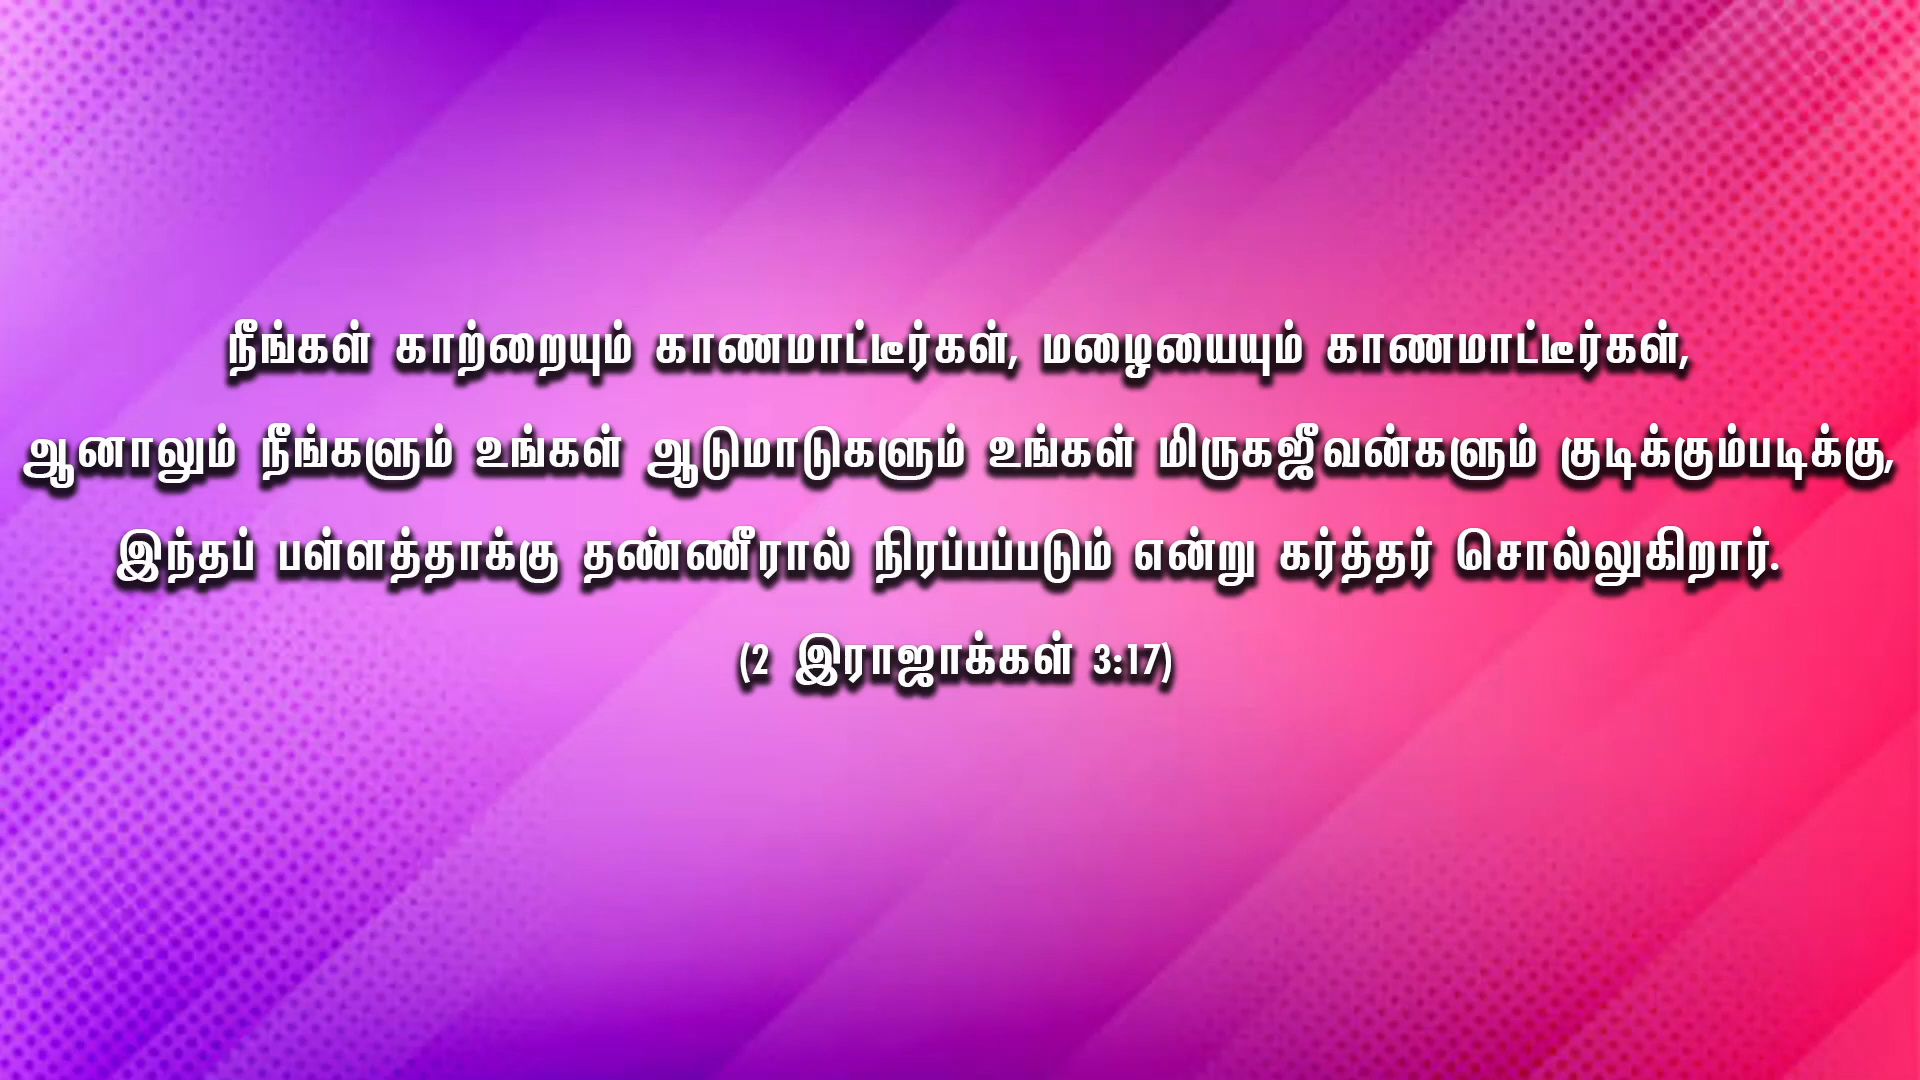 நீங்கள் காற்றையும் காணமாட்டீர்கள், மழையையும் காணமாட்டீர்கள்,
ஆனாலும் நீங்களும் உங்கள் ஆடுமாடுகளும் உங்கள் மிருகஜீவன்களும் குடிக்கும்படிக்கு,
இந்தப் பள்ளத்தாக்கு தண்ணீரால் நிரப்பப்படும் என்று கர்த்தர் சொல்லுகிறார்.
(2 இராஜாக்கள் 3:17)